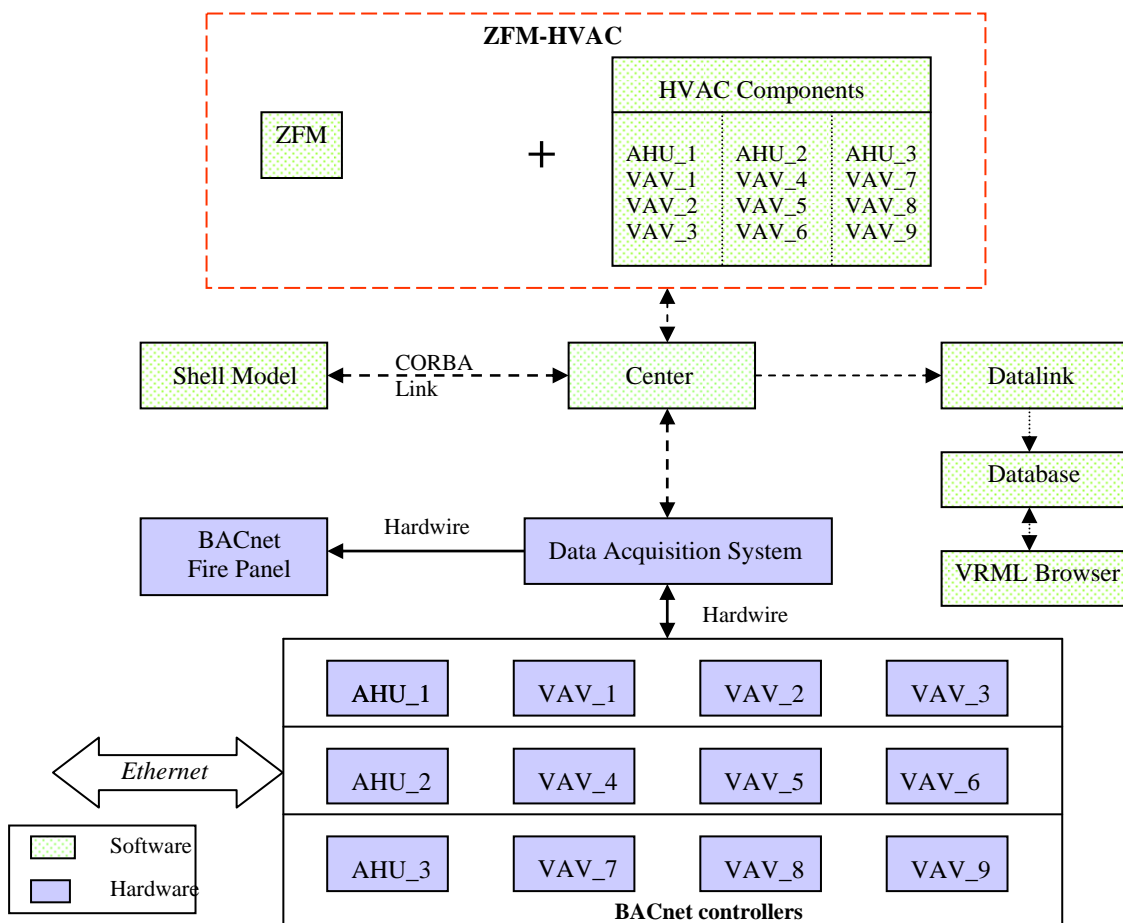 ZFM-HVAC
ZFM
+
HVAC Components
AHU_1 AHU_2 AHU_3
VAV_1 VAV_4 VAV_7
VAV_2 VAV_5 VAV_8
VAV_3 VAV_6 VAV_9
Shell Model
CORBA
Link
Center
Datalink
Database
VRML Browser
BACnet
Fire Panel
Hardwire
Data Acquisition System
Hardwire
AHU_1 VAV_1 VAV_2 VAV_3
Ethernet
AHU_2 VAV_4 VAV_5 VAV_6
AHU_3 VAV_7 VAV_8 VAV_9
BACnet controllers
Software
Hardware